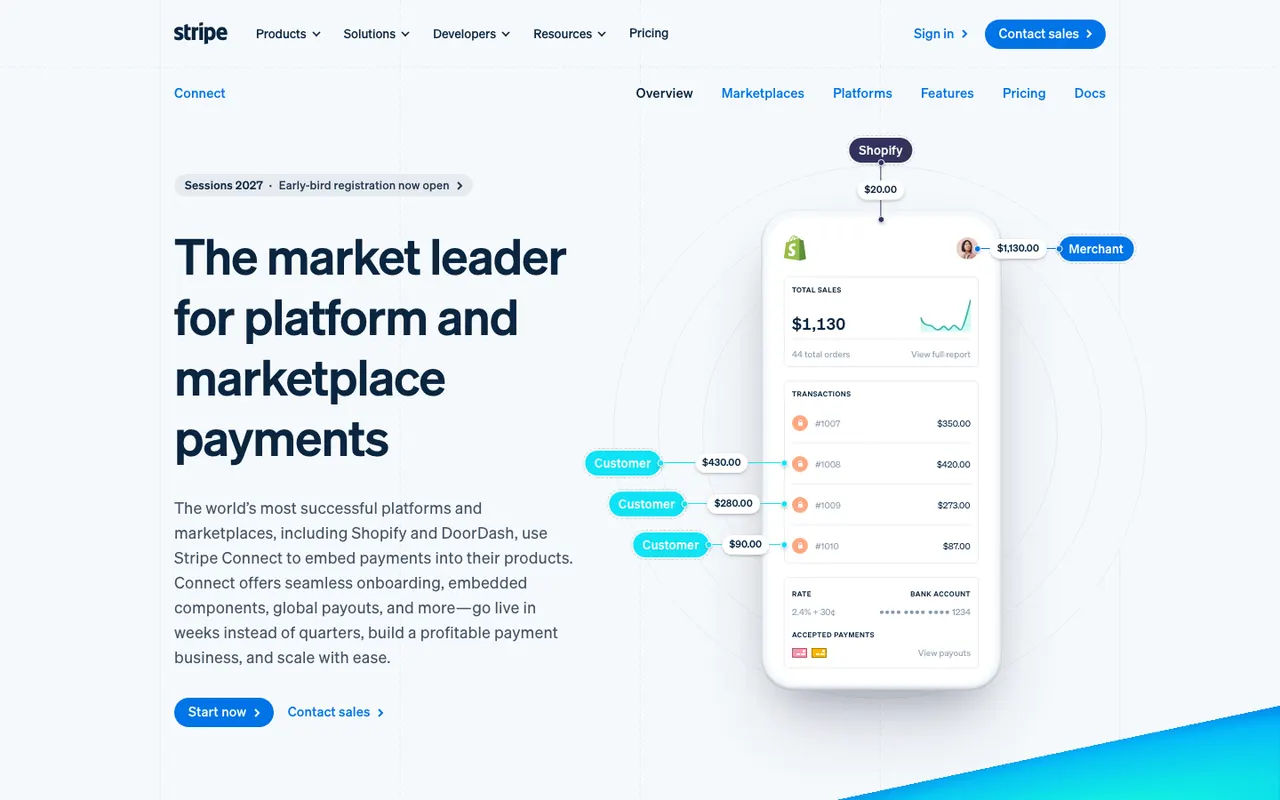 stripe Products Solutions Developers Resources Pricing Sign in Contact sales
Connect Overview Marketplaces Platforms Features Pricing Docs
Sessions 2027 · Early-bird registration now open
The market leader
for platform and
marketplace
payments
The world’s most successful platforms and
marketplaces, including Shopify and DoorDash, use
Stripe Connect to embed payments into their products.
Connect offers seamless onboarding, embedded
components, global payouts, and more—go live in
weeks instead of quarters, build a profitable payment
business, and scale with ease.
Start now Contact sales
Shopify
$20.00
$1,130.00 Merchant
TOTAL SALES
$1,130
44 total orders View full report
TRANSACTIONS
#1007 $350.00
Customer $430.00 #1008 $420.00
Customer $280.00 #1009 $273.00
Customer $90.00 #1010 $87.00
RATE BANK ACCOUNT
2.4% + 30¢ •••• •••• •••• 1234
ACCEPTED PAYMENTS
View payouts